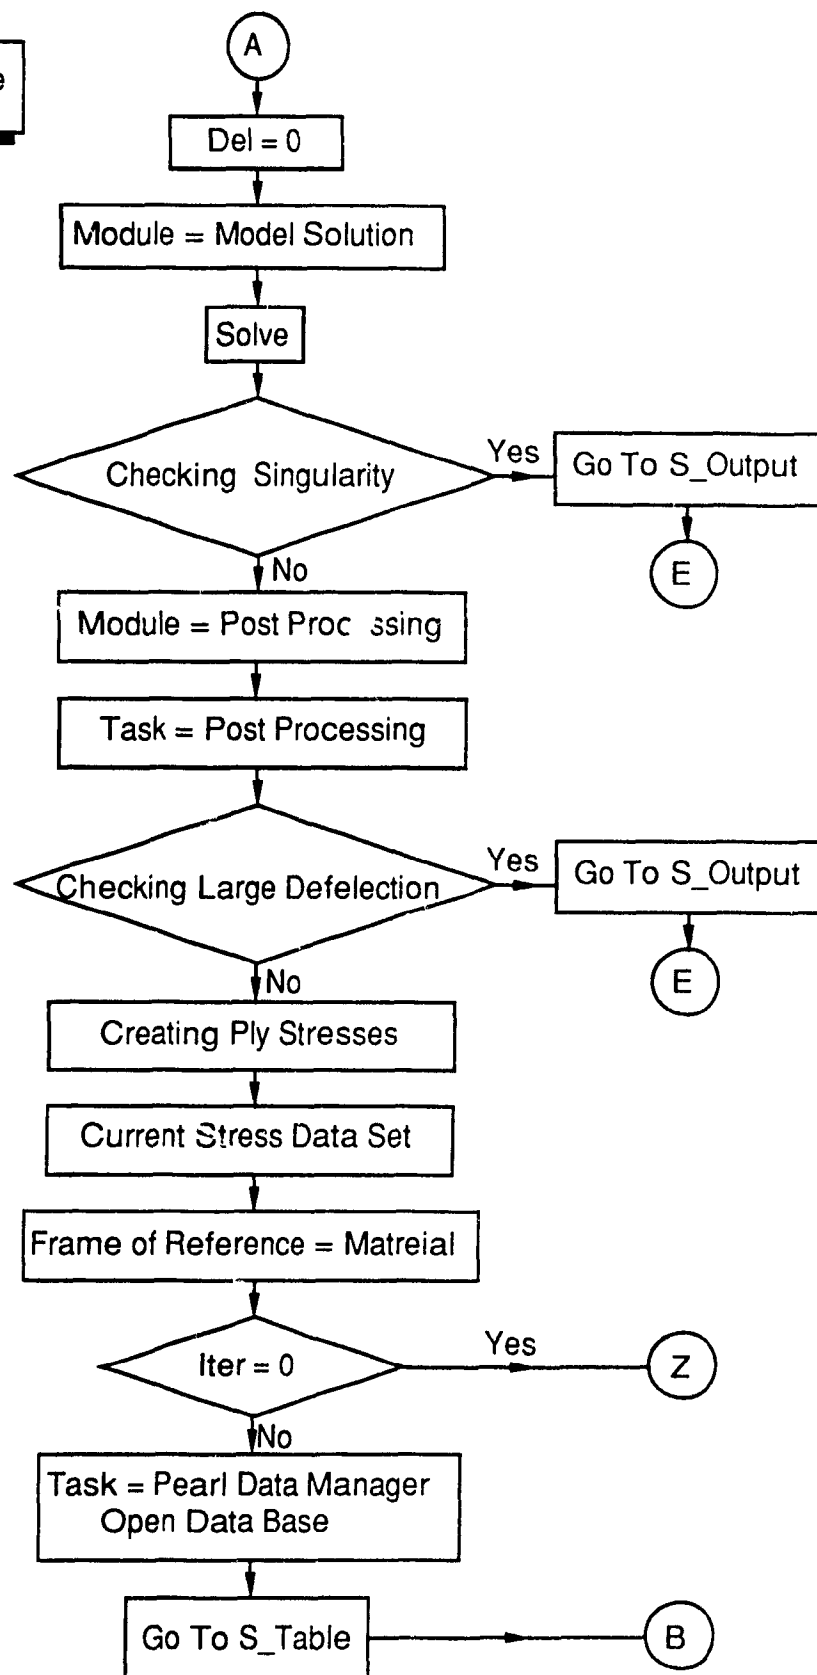 A
Del = 0
Module = Model Solution
Solve
Checking Singularity
Yes
Go To S_Output
E
No
Module = Post Proc ssing
Task = Post Processing
Checking Large Defelection
Yes
Go To S_Output
E
No
Creating Ply Stresses
Current Stress Data Set
Frame of Reference = Matreial
Iter = 0
Yes
Z
No
Task = Pearl Data Manager
Open Data Base
Go To S_Table
B